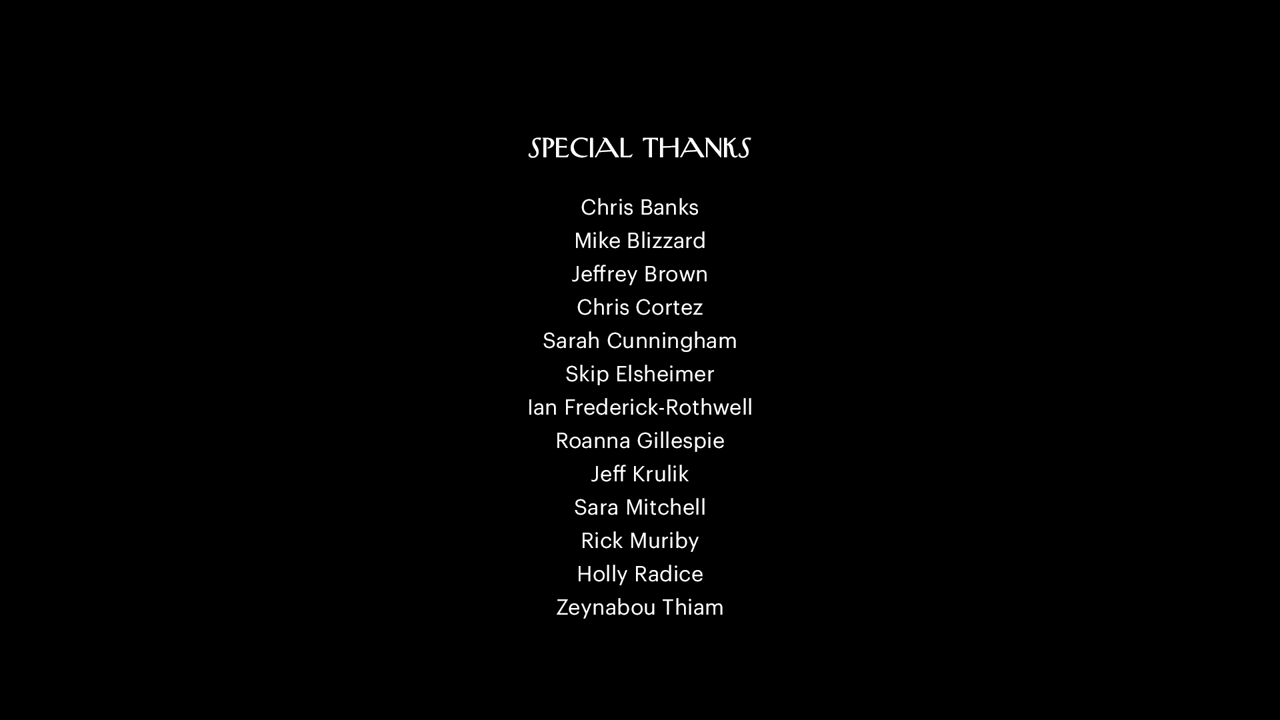 SPECIAL THANKS
Chris Banks
Mike Blizzard
Jeffrey Brown
Chris Cortez
Sarah Cunningham
Skip Elsheimer
Ian Frederick-Rothwell
Roanna Gillespie
Jeff Krulik
Sara Mitchell
Rick Muriby
Holly Radice
Zeynabou Thiam